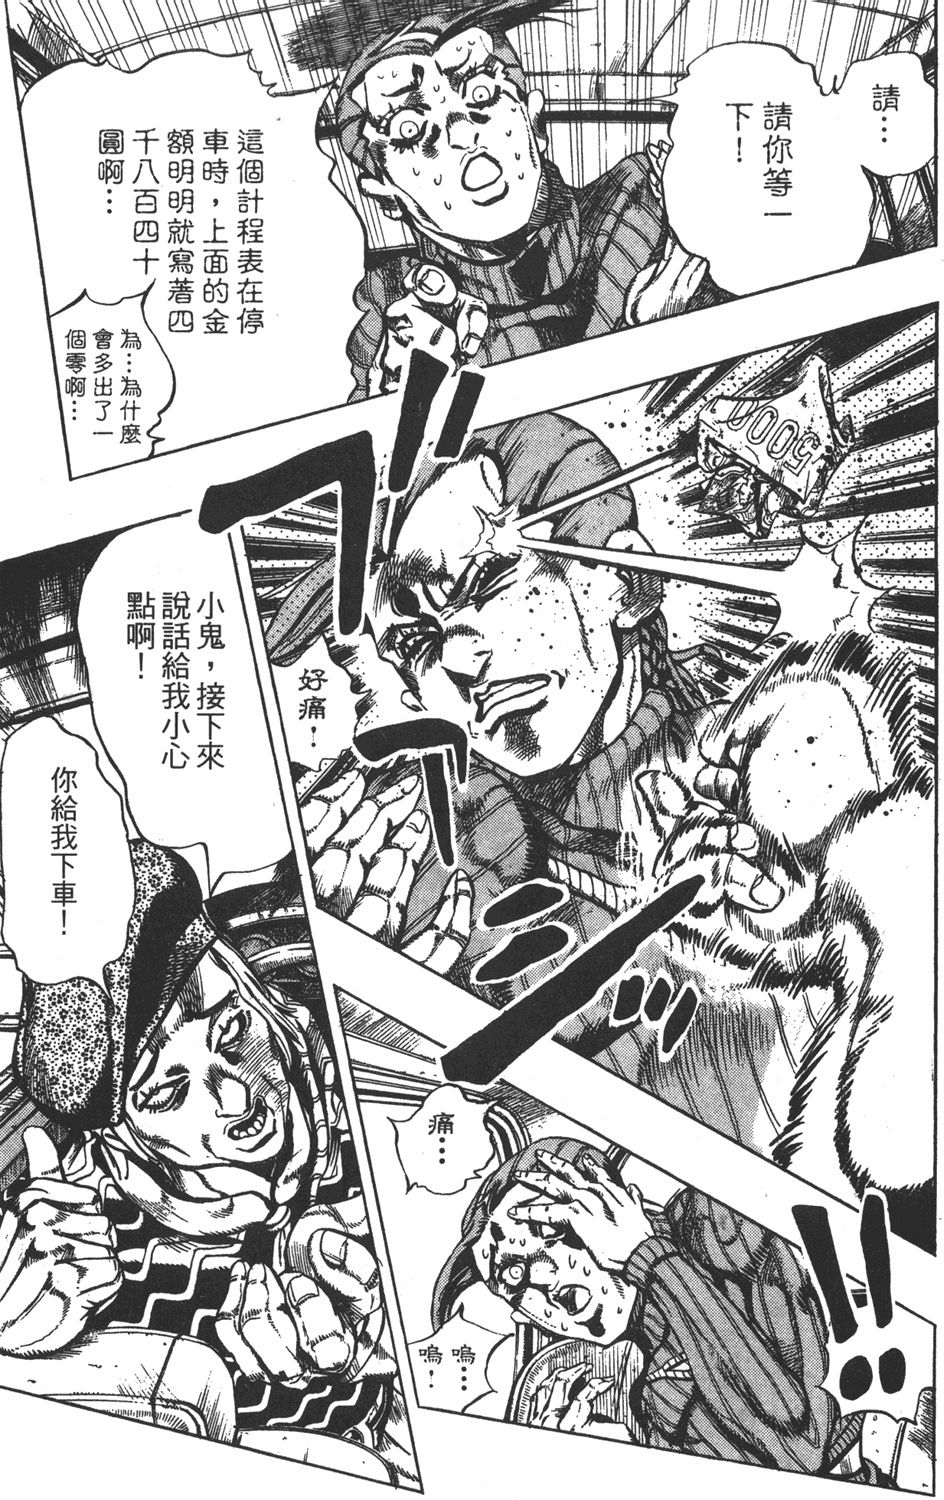 請…
請你等一
下！
這個計程表在停
車時，上面的金
額明明就寫著四
千八百四十
圓啊…
為…為什麼
會多出了一
個零啊…
5000
好痛！
小鬼，接下來
說話給我小心
點啊！
你給我下車！
痛…
嗚…
嗚！